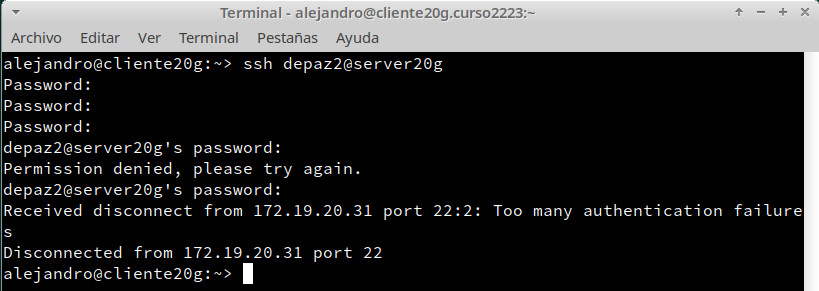 Terminal - alejandro@cliente20g.curso2223:~
Archivo Editar Ver Terminal Pestañas Ayuda
alejandro@cliente20g:~> ssh depaz2@server20g
Password:
Password:
Password:
depaz2@server20g's password:
Permission denied, please try again.
depaz2@server20g's password:
Received disconnect from 172.19.20.31 port 22:2: Too many authentication failure
s
Disconnected from 172.19.20.31 port 22
alejandro@cliente20g:~>